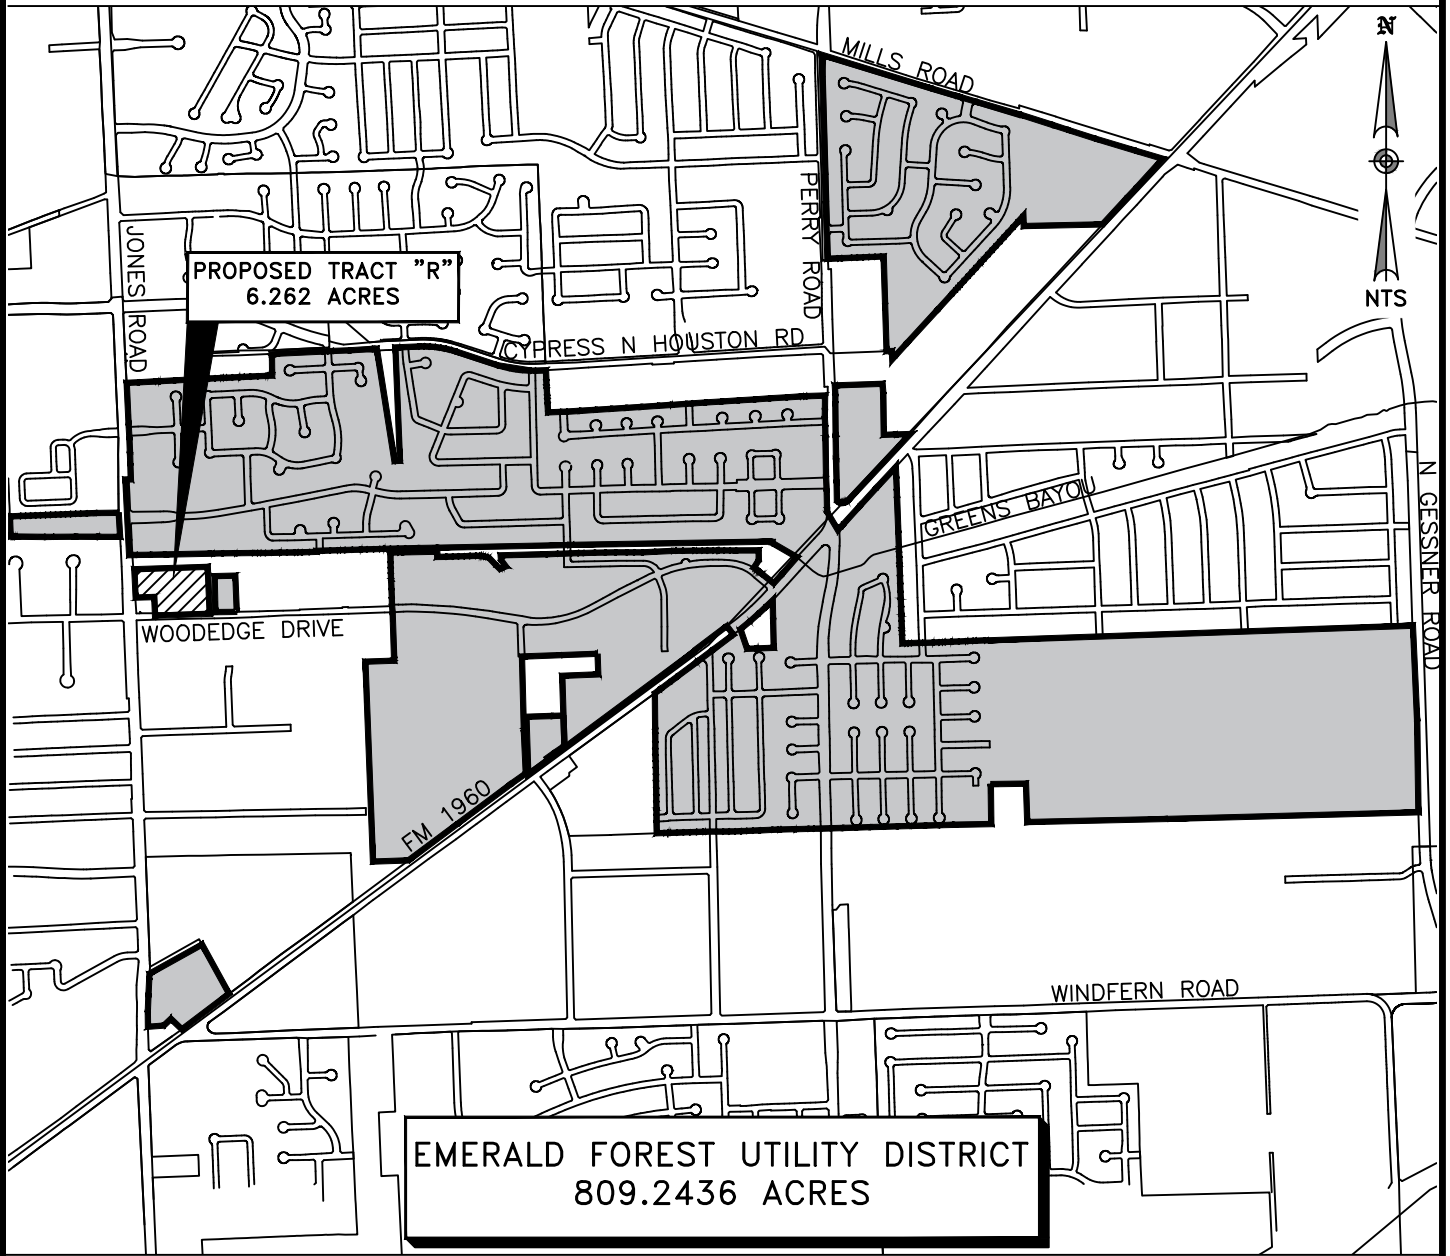 N
MILLS ROAD
PERRY ROAD
JONES ROAD
PROPOSED TRACT "R"
6.262 ACRES
NTS
CYPRESS N HOUSTON RD
GREENS BAYOU
N GESSNER ROAD
WOODEDGE DRIVE
FM 1960
WINDFERN ROAD
EMERALD FOREST UTILITY DISTRICT
809.2436 ACRES